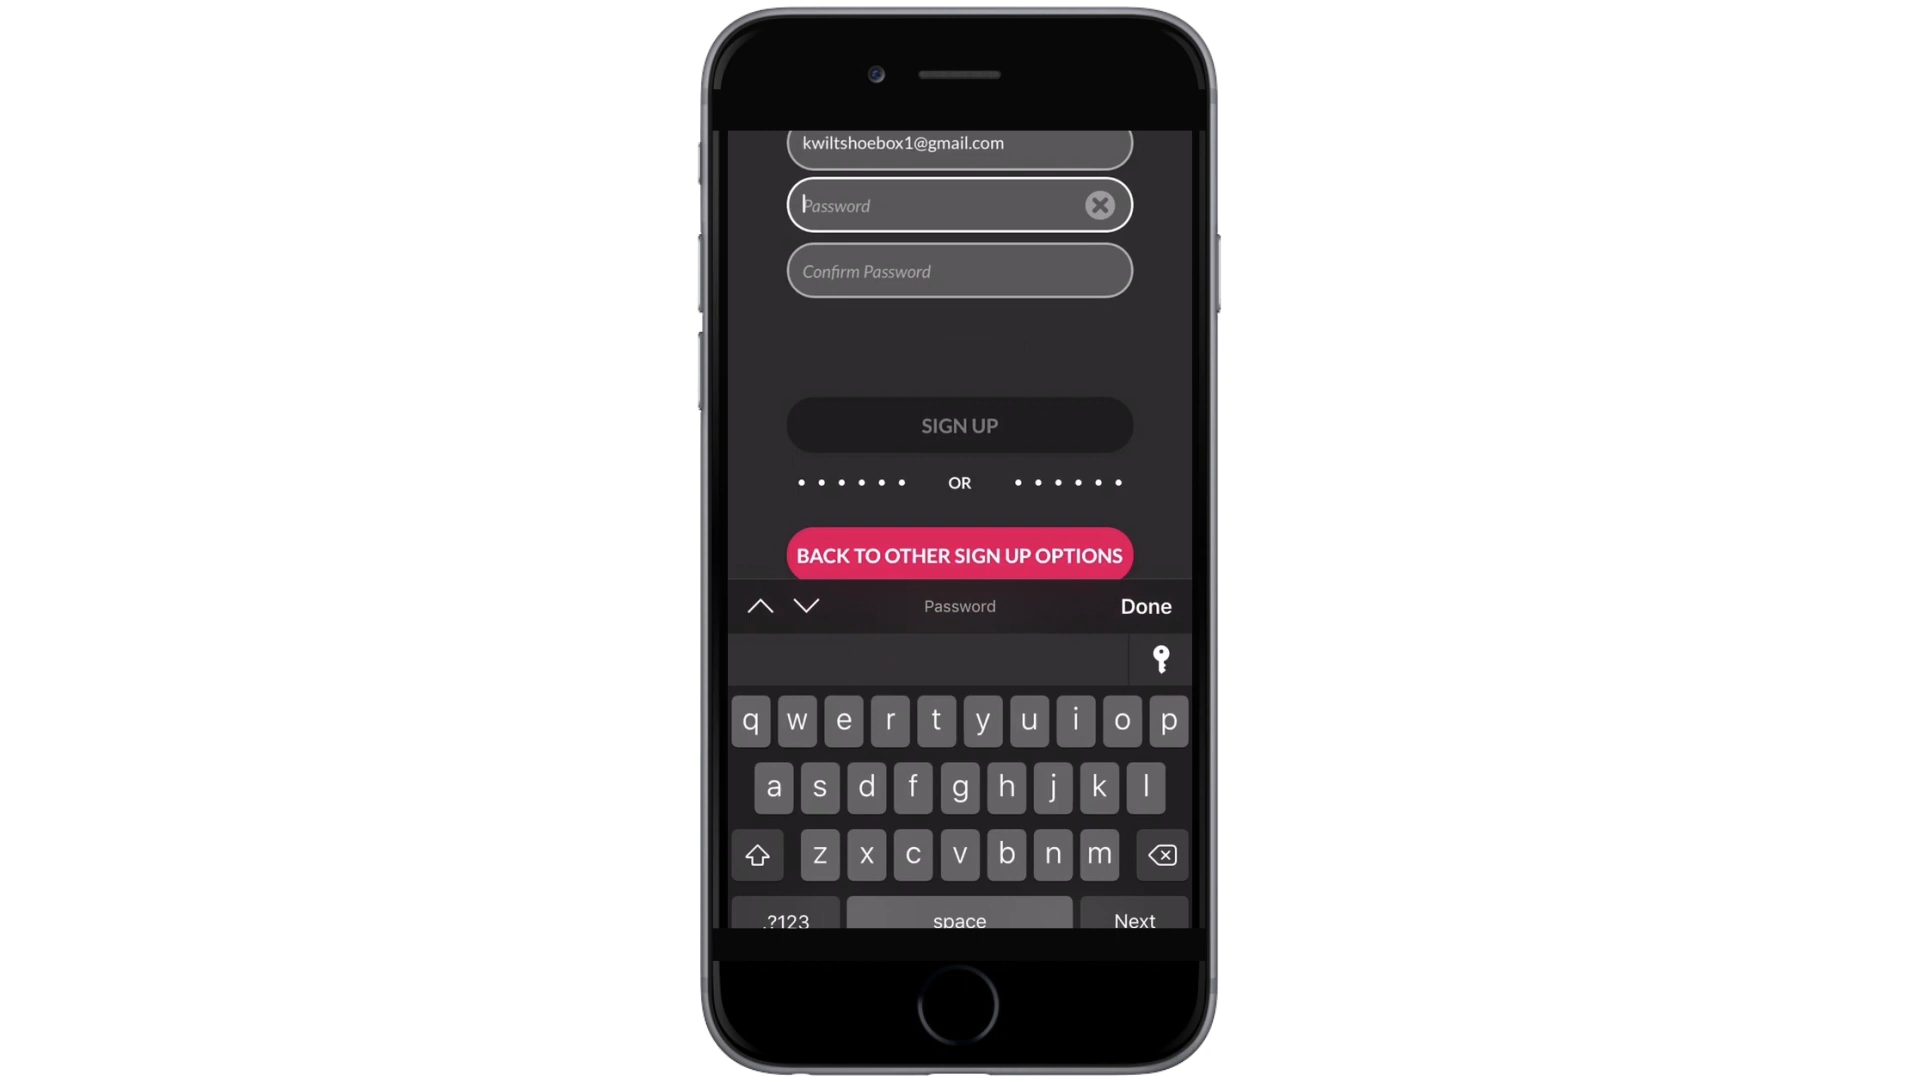 kwiltshoebox1@gmail.com
Password
Confirm Password
SIGN UP
OR
BACK TO OTHER SIGN UP OPTIONS
Password Done
q w e r t y u i o p
a s d f g h j k l
z x c v b n m
.?123 space Next